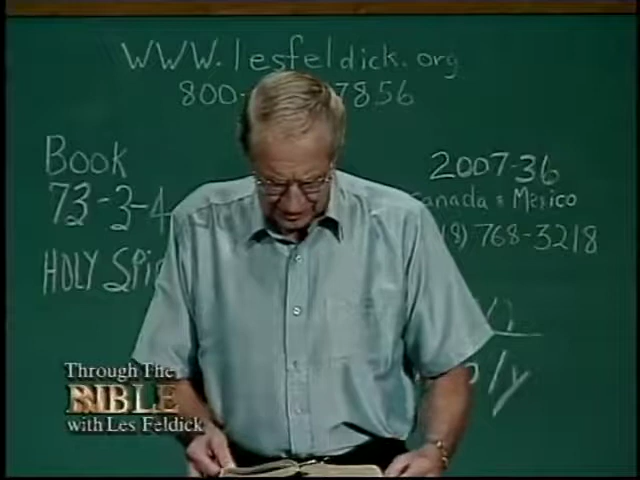 www.lesfeldick.org
800- 7856
Book
73-3-4
HOLY
2007-36
Canada & Mexico
768-3218
Through The
BIBLE
with Les Feldick